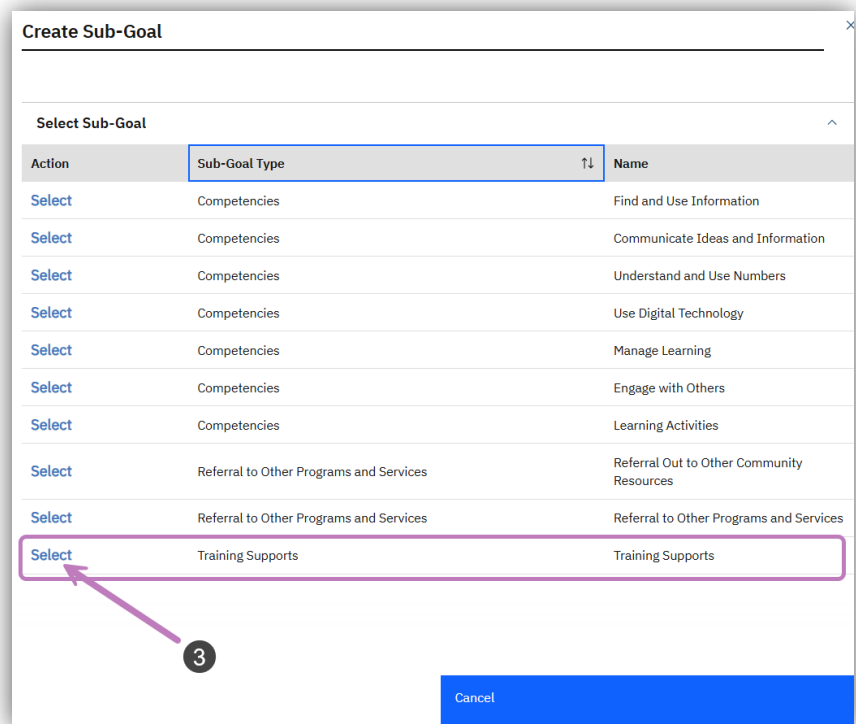 Create Sub-Goal
Select Sub-Goal
Action Sub-Goal Type Name
Select Competencies Find and Use Information
Select Competencies Communicate Ideas and Information
Select Competencies Understand and Use Numbers
Select Competencies Use Digital Technology
Select Competencies Manage Learning
Select Competencies Engage with Others
Select Competencies Learning Activities
Select Referral to Other Programs and Services Referral Out to Other Community
Resources
Select Referral to Other Programs and Services Referral to Other Programs and Services
Select Training Supports Training Supports
3
Cancel